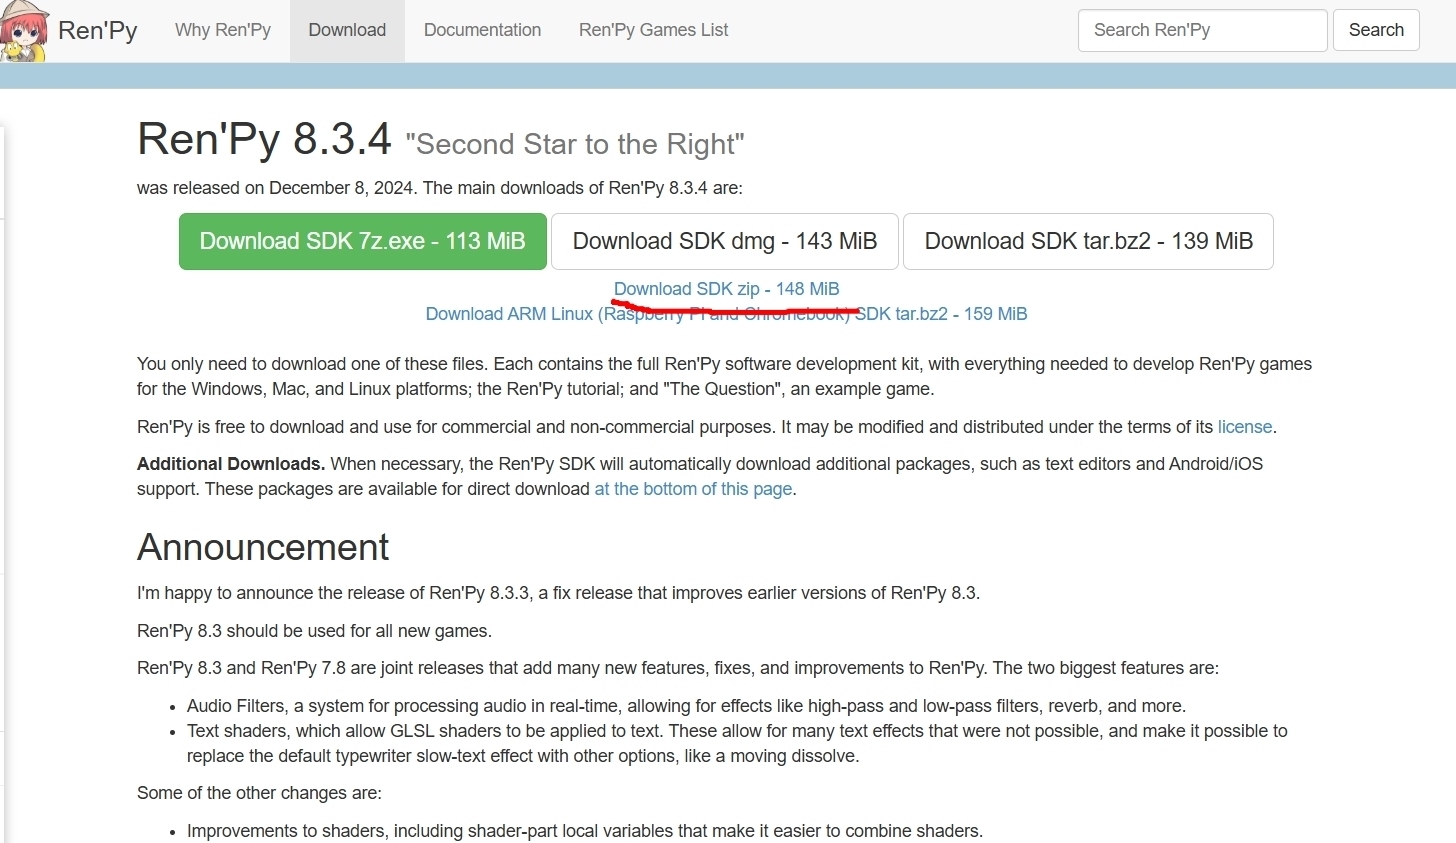 Ren'Py Why Ren'Py Download Documentation Ren'Py Games List Search Ren'Py Search
Ren'Py 8.3.4 "Second Star to the Right"
was released on December 8, 2024. The main downloads of Ren'Py 8.3.4 are:
Download SDK 7z.exe - 113 MiB Download SDK dmg - 143 MiB Download SDK tar.bz2 - 139 MiB
Download SDK zip - 148 MiB
Download ARM Linux (Raspberry Pi and Chromebook) SDK tar.bz2 - 159 MiB
You only need to download one of these files. Each contains the full Ren'Py software development kit, with everything needed to develop Ren'Py games
for the Windows, Mac, and Linux platforms; the Ren'Py tutorial; and "The Question", an example game.
Ren'Py is free to download and use for commercial and non-commercial purposes. It may be modified and distributed under the terms of its license.
Additional Downloads. When necessary, the Ren'Py SDK will automatically download additional packages, such as text editors and Android/iOS
support. These packages are available for direct download at the bottom of this page.
Announcement
I'm happy to announce the release of Ren'Py 8.3.3, a fix release that improves earlier versions of Ren'Py 8.3.
Ren'Py 8.3 should be used for all new games.
Ren'Py 8.3 and Ren'Py 7.8 are joint releases that add many new features, fixes, and improvements to Ren'Py. The two biggest features are:
• Audio Filters, a system for processing audio in real-time, allowing for effects like high-pass and low-pass filters, reverb, and more.
• Text shaders, which allow GLSL shaders to be applied to text. These allow for many text effects that were not possible, and make it possible to
replace the default typewriter slow-text effect with other options, like a moving dissolve.
Some of the other changes are:
• Improvements to shaders, including shader-part local variables that make it easier to combine shaders.